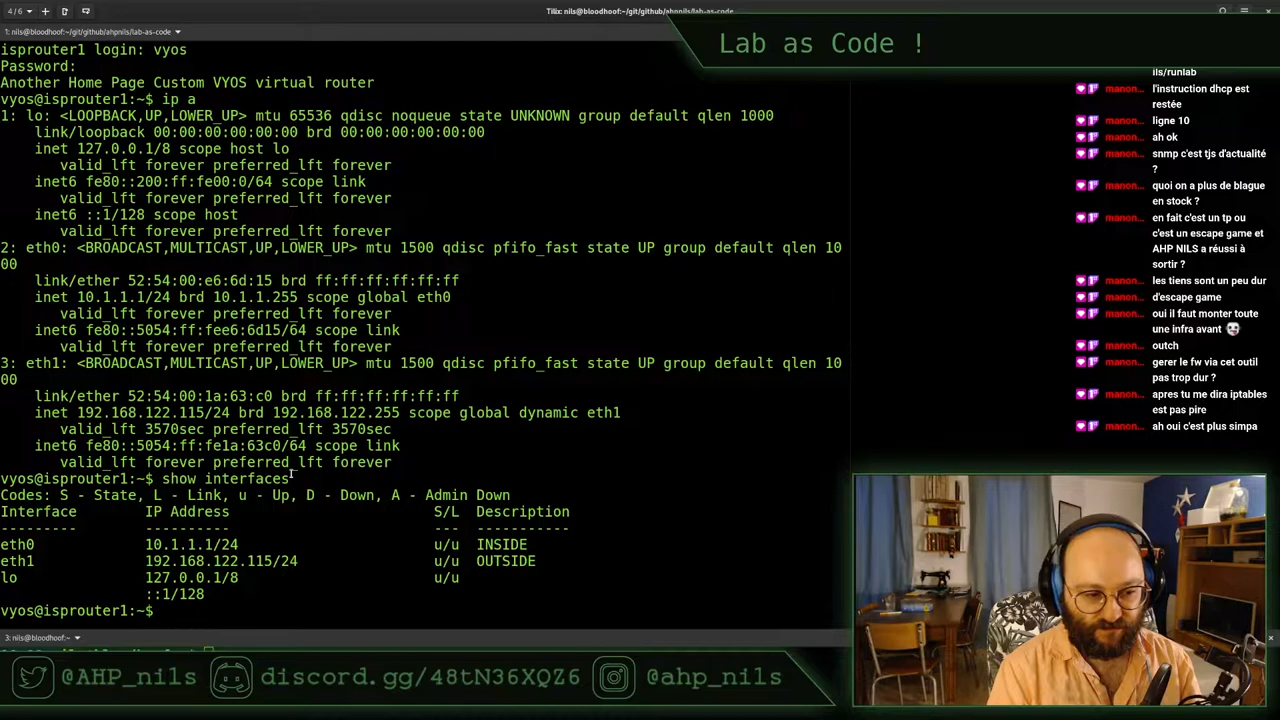 4/6
Tilix: nils@bloodhoof:~/git/github/ahpnils/lab-as-code
1: nils@bloodhoof:~/git/github/ahpnils/lab-as-code
Lab as Code !
isprouter1 login: vyos
Password:
Another Home Page Custom VYOS virtual router
vyos@isprouter1:~$ ip a
1: lo: <LOOPBACK,UP,LOWER_UP> mtu 65536 qdisc noqueue state UNKNOWN group default qlen 1000
link/loopback 00:00:00:00:00:00 brd 00:00:00:00:00:00
inet 127.0.0.1/8 scope host lo
valid_lft forever preferred_lft forever
inet6 fe80::200:ff:fe00:0/64 scope link
valid_lft forever preferred_lft forever
inet6 ::1/128 scope host
valid_lft forever preferred_lft forever
2: eth0: <BROADCAST,MULTICAST,UP,LOWER_UP> mtu 1500 qdisc pfifo_fast state UP group default qlen 10
00
link/ether 52:54:00:e6:6d:15 brd ff:ff:ff:ff:ff:ff
inet 10.1.1.1/24 brd 10.1.1.255 scope global eth0
valid_lft forever preferred_lft forever
inet6 fe80::5054:ff:fee6:6d15/64 scope link
valid_lft forever preferred_lft forever
3: eth1: <BROADCAST,MULTICAST,UP,LOWER_UP> mtu 1500 qdisc pfifo_fast state UP group default qlen 10
00
link/ether 52:54:00:1a:63:c0 brd ff:ff:ff:ff:ff:ff
inet 192.168.122.115/24 brd 192.168.122.255 scope global dynamic eth1
valid_lft 3570sec preferred_lft 3570sec
inet6 fe80::5054:ff:fe1a:63c0/64 scope link
valid_lft forever preferred_lft forever
vyos@isprouter1:~$ show interfaces
Codes: S - State, L - Link, u - Up, D - Down, A - Admin Down
Interface IP Address S/L Description
--------- ---------- --- -----------
eth0 10.1.1.1/24 u/u INSIDE
eth1 192.168.122.115/24 u/u OUTSIDE
lo 127.0.0.1/8 u/u
::1/128
vyos@isprouter1:~$
3: nils@bloodhoof:~
ils/runlab
manon... l'instruction dhcp est
restée
manon... ligne 10
manon... ah ok
manon... snmp c'est tjs d'actualité
?
manon... quoi on a plus de blague
en stock ?
manon... en fait c'est un tp ou
c'est un escape game et
AHP NILS a réussi à
sortir ?
manon... les tiens sont un peu dur
manon... d'escape game
manon... oui il faut monter toute
une infra avant
manon... outch
manon... gerer le fw via cet outil
pas trop dur ?
manon... apres tu me dira iptables
est pas pire
manon... ah oui c'est plus simpa
@AHP_nils
discord.gg/48tN36XQZ6
@ahp_nils